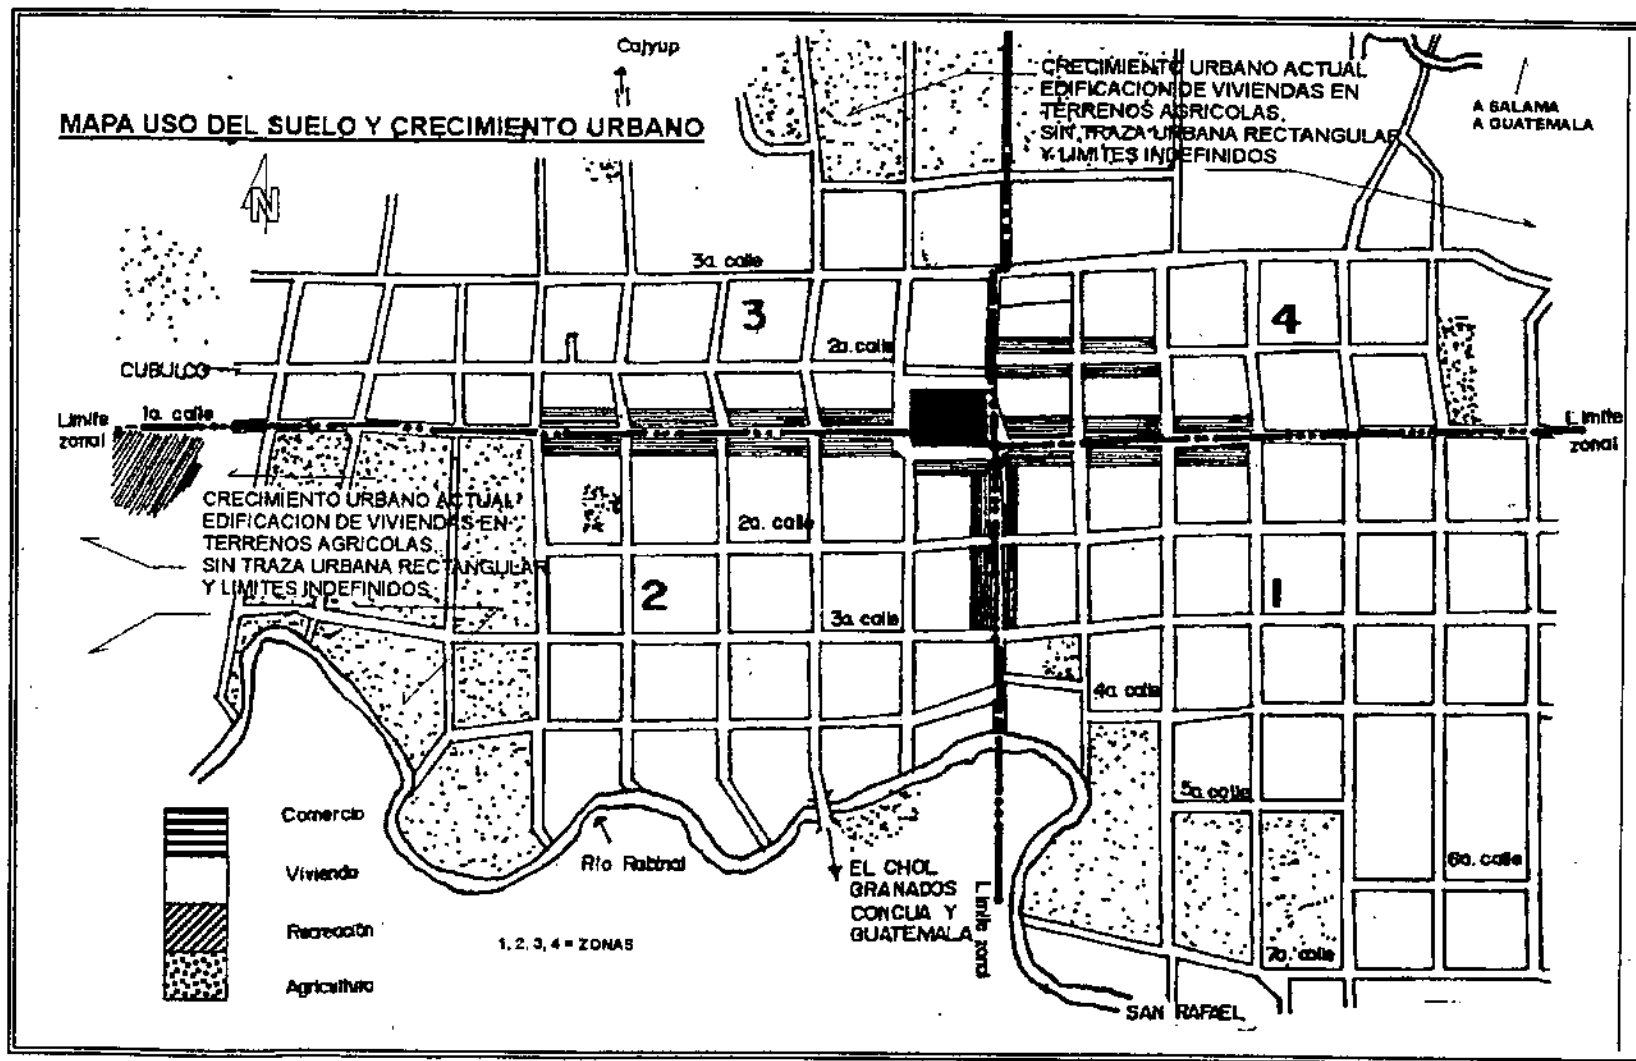 Cajyup
CRECIMIENTO URBANO ACTUAL
EDIFICACION DE VIVIENDAS EN
TERRENOS AGRICOLAS,
SIN TRAZA URBANA RECTANGULAR
Y LIMITES INDEFINIDOS
A SALAMA
A GUATEMALA
MAPA USO DEL SUELO Y CRECIMIENTO URBANO
N
3a. calle
3
4
2a. calle
CUBULCO
1a. calle
Limite
zonal
Limite
zonal
CRECIMIENTO URBANO ACTUAL
EDIFICACION DE VIVIENDAS EN
TERRENOS AGRICOLAS
SIN TRAZA URBANA RECTANGULAR
Y LIMITES INDEFINIDOS
2a. calle
2
1
3a. calle
4a. calle
5a. calle
6a. calle
7a. calle
Comercio
Vivienda
Recreación
Agricultura
Río Rabinal
1, 2, 3, 4 = ZONAS
EL CHOL
GRANADOS
CONCUA Y
GUATEMALA
Limite zonal
SAN RAFAEL